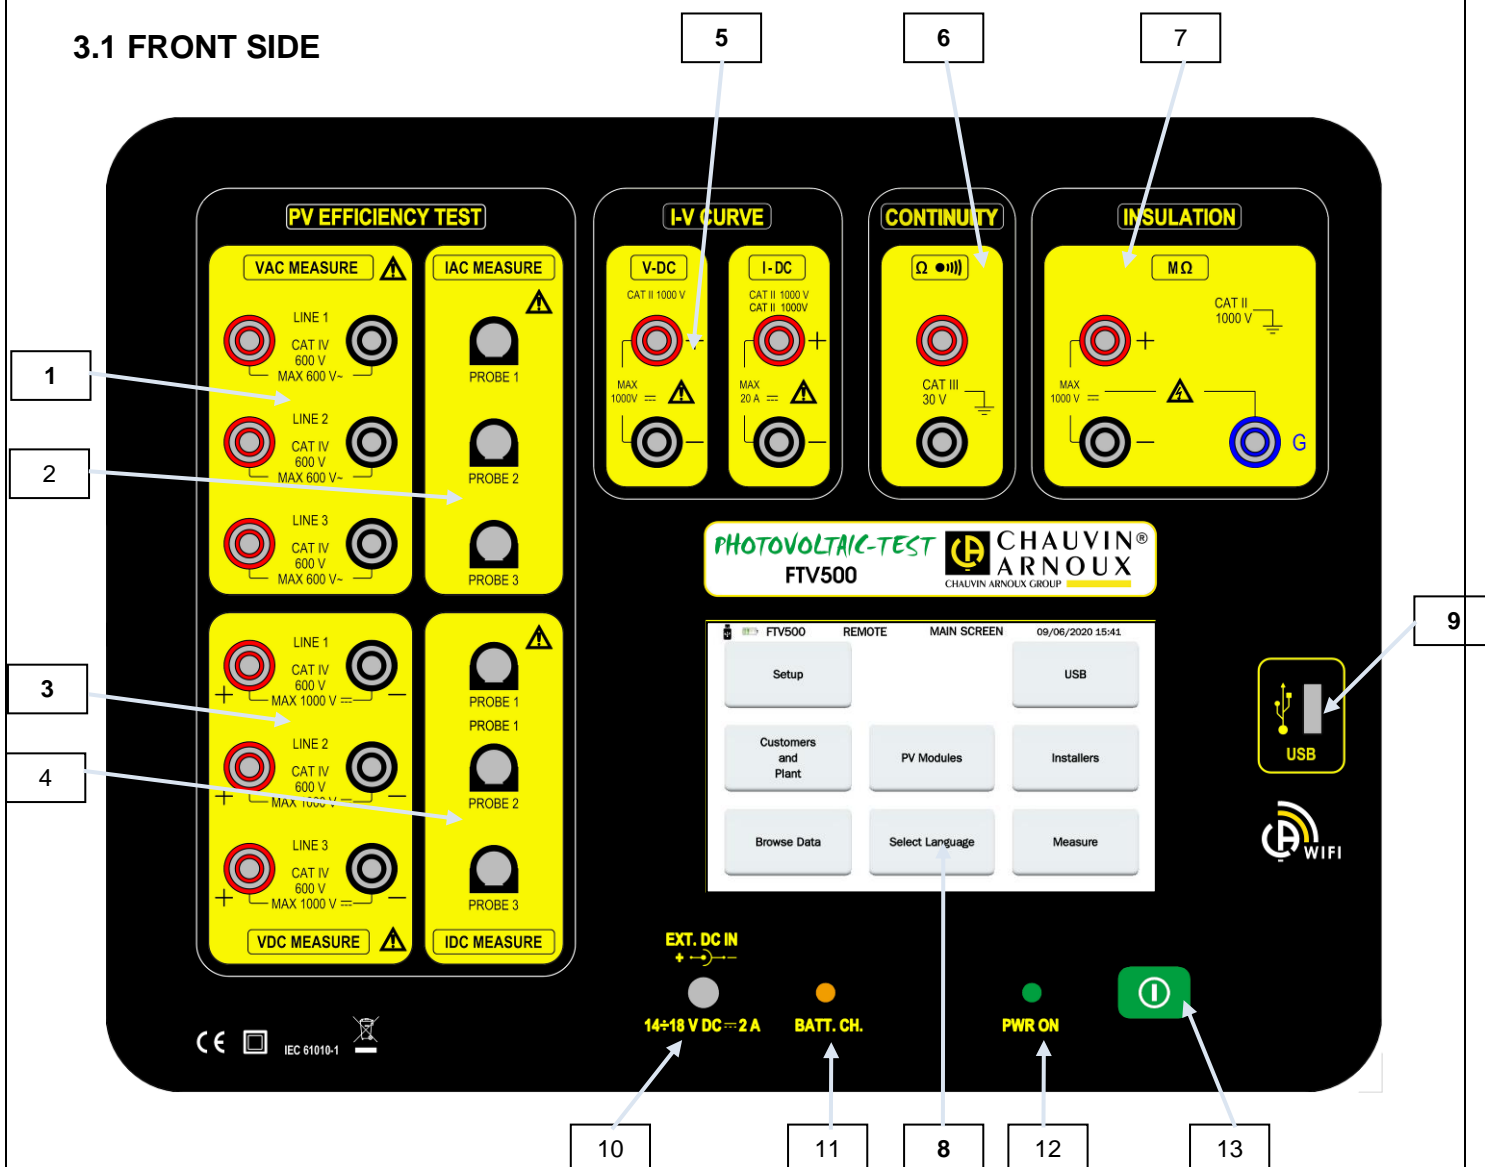 3.1 FRONT SIDE
5
6
7
PV EFFICIENCY TEST
VAC MEASURE
IAC MEASURE
LINE 1
CAT IV
600 V
MAX 600 V~
PROBE 1
1
LINE 2
CAT IV
600 V
MAX 600 V~
PROBE 2
2
LINE 3
CAT IV
600 V
MAX 600 V~
PROBE 3
LINE 1
CAT IV
600 V
+ MAX 1000 V ⎓ −
PROBE 1
3
PROBE 1
LINE 2
CAT IV
600 V
+ MAX 1000 V ⎓ −
PROBE 2
4
LINE 3
CAT IV
600 V
+ MAX 1000 V ⎓ −
PROBE 3
VDC MEASURE
IDC MEASURE
I-V CURVE
V-DC
CAT II 1000 V
+
MAX
1000V ⎓
−
I-DC
CAT II 1000 V
CAT II 1000V
+
MAX
20 A ⎓
−
CONTINUITY
Ω
CAT III
30 V
INSULATION
MΩ
CAT II
1000 V
+
MAX
1000 V ⎓
−
G
PHOTOVOLTAIC-TEST
FTV500
CA
CHAUVIN®
ARNOUX
CHAUVIN ARNOUX GROUP
FTV500 REMOTE MAIN SCREEN 09/06/2020 15:41
Setup
USB
Customers
and
Plant
PV Modules
Installers
Browse Data
Select Language
Measure
9
USB
CA WIFI
EXT. DC IN
+ −
14÷18 V DC ⎓ 2 A
BATT. CH.
PWR ON
CE
IEC 61010-1
10
11
8
12
13